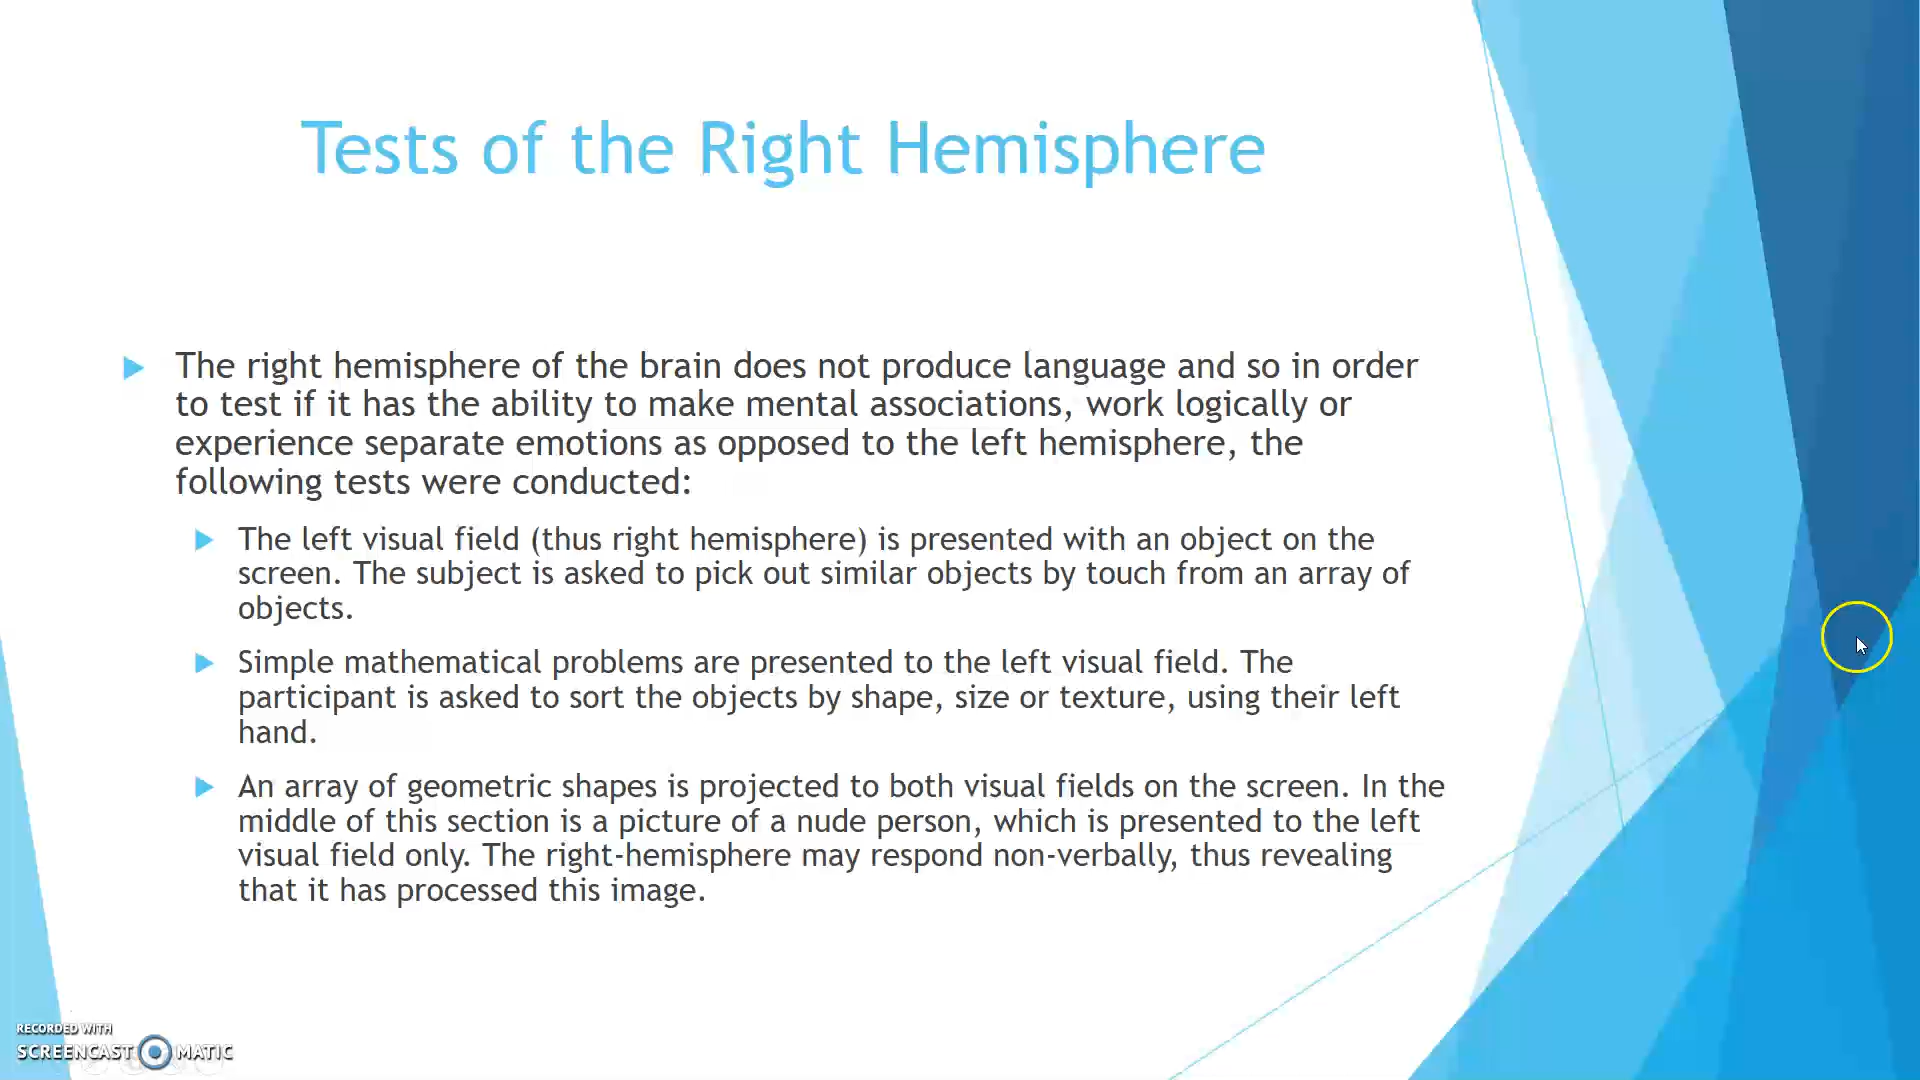 Tests of the Right Hemisphere
The right hemisphere of the brain does not produce language and so in order
to test if it has the ability to make mental associations, work logically or
experience separate emotions as opposed to the left hemisphere, the
following tests were conducted:
The left visual field (thus right hemisphere) is presented with an object on the
screen. The subject is asked to pick out similar objects by touch from an array of
objects.
Simple mathematical problems are presented to the left visual field. The
participant is asked to sort the objects by shape, size or texture, using their left
hand.
An array of geometric shapes is projected to both visual fields on the screen. In the
middle of this section is a picture of a nude person, which is presented to the left
visual field only. The right-hemisphere may respond non-verbally, thus revealing
that it has processed this image.
RECORDED WITH
SCREENCAST MATIC